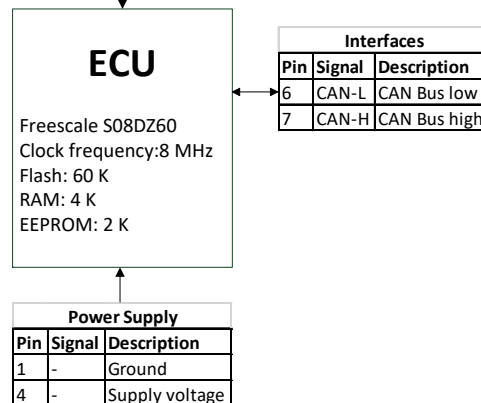 ECU
Freescale S08DZ60
Clock frequency:8 MHz
Flash: 60 K
RAM: 4 K
EEPROM: 2 K
Interfaces
Pin Signal Description
6 CAN-L CAN Bus low
7 CAN-H CAN Bus high
Power Supply
Pin Signal Description
1 - Ground
4 - Supply voltage